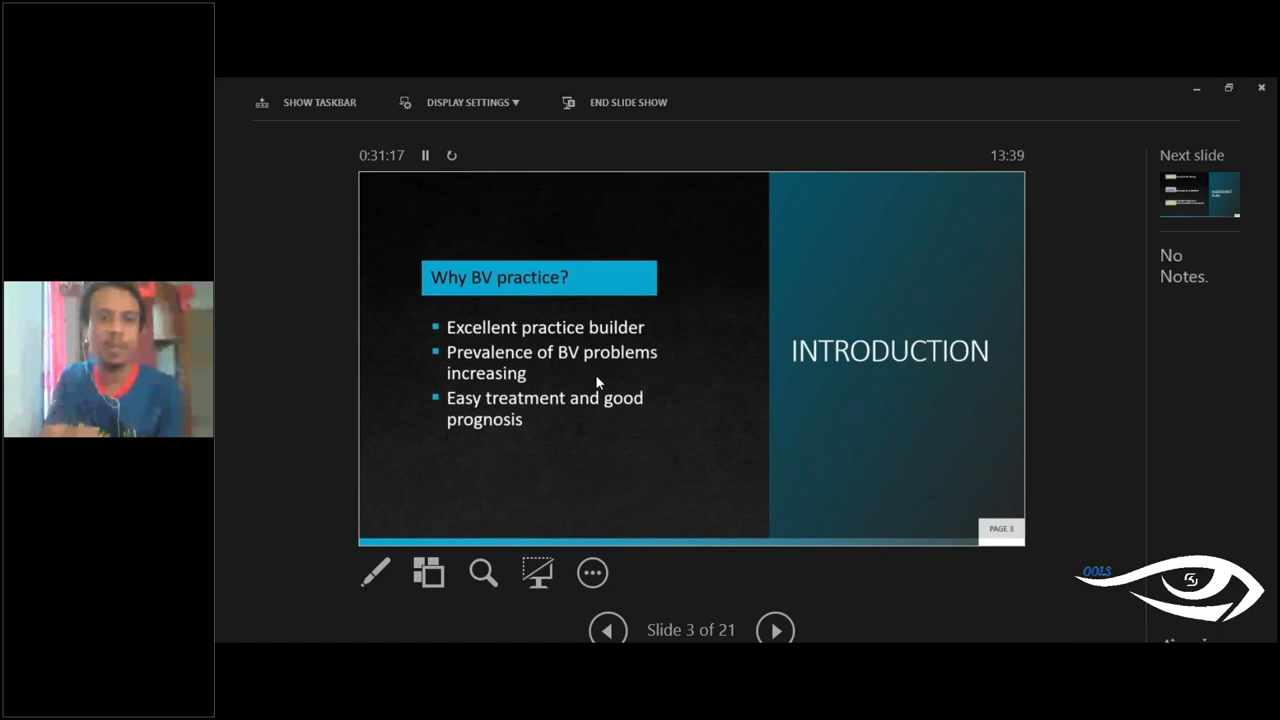 SHOW TASKBAR DISPLAY SETTINGS ▼ END SLIDE SHOW
0:31:17 13:39
Next slide
Why BV practice?
Excellent practice builder
Prevalence of BV problems
increasing
Easy treatment and good
prognosis
INTRODUCTION
PAGE 3
No
Notes.
OOLS
Slide 3 of 21